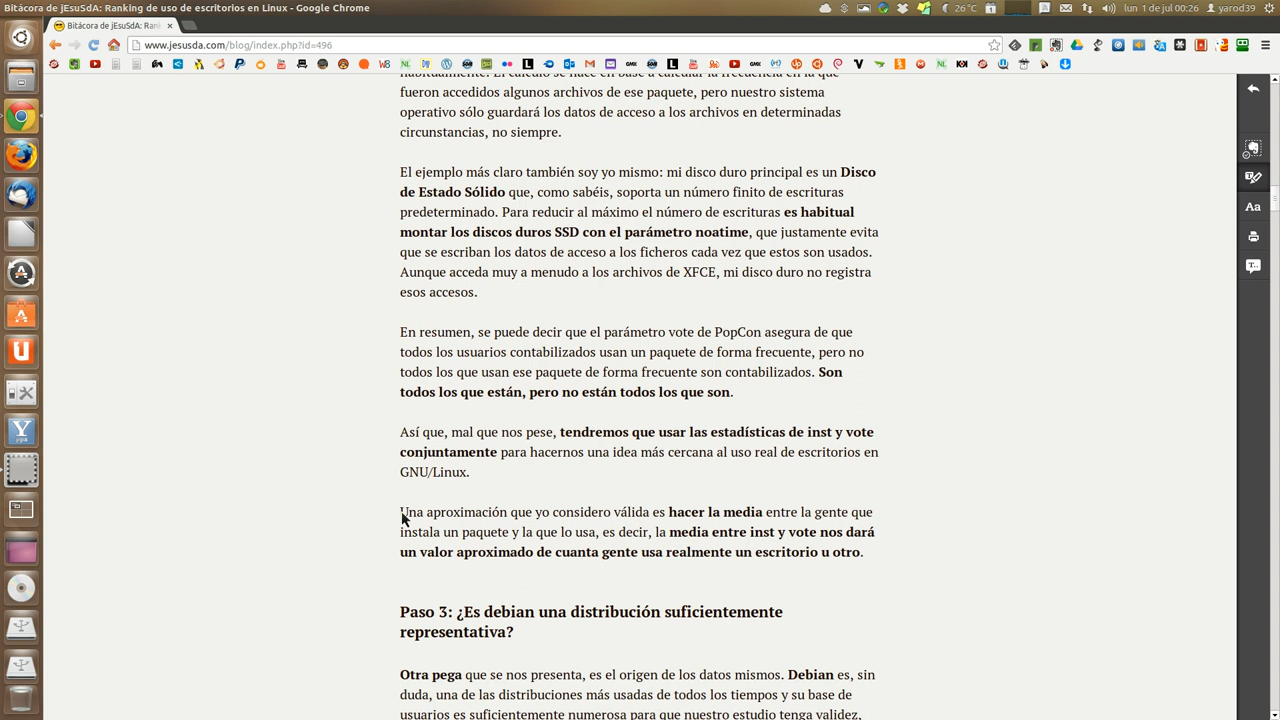 Bitácora de jEsuSdA: Ranking de uso de escritorios en Linux - Google Chrome
26°C
lun 1 de jul 00:26
yarod39
Bitácora de jEsuSdA: Ran
www.jesusda.com/blog/index.php?id=496
fueron accedidos algunos archivos de ese paquete, pero nuestro sistema
operativo sólo guardará los datos de acceso a los archivos en determinadas
circunstancias, no siempre.
El ejemplo más claro también soy yo mismo: mi disco duro principal es un Disco
de Estado Sólido que, como sabéis, soporta un número finito de escrituras
predeterminado. Para reducir al máximo el número de escrituras es habitual
montar los discos duros SSD con el parámetro noatime, que justamente evita
que se escriban los datos de acceso a los ficheros cada vez que estos son usados.
Aunque acceda muy a menudo a los archivos de XFCE, mi disco duro no registra
esos accesos.
En resumen, se puede decir que el parámetro vote de PopCon asegura de que
todos los usuarios contabilizados usan un paquete de forma frecuente, pero no
todos los que usan ese paquete de forma frecuente son contabilizados. Son
todos los que están, pero no están todos los que son.
Así que, mal que nos pese, tendremos que usar las estadísticas de inst y vote
conjuntamente para hacernos una idea más cercana al uso real de escritorios en
GNU/Linux.
Una aproximación que yo considero válida es hacer la media entre la gente que
instala un paquete y la que lo usa, es decir, la media entre inst y vote nos dará
un valor aproximado de cuanta gente usa realmente un escritorio u otro.
Paso 3: ¿Es debian una distribución suficientemente
representativa?
Otra pega que se nos presenta, es el origen de los datos mismos. Debian es, sin
duda, una de las distribuciones más usadas de todos los tiempos y su base de
usuarios es suficientemente numerosa para que nuestro estudio tenga validez,
Aa